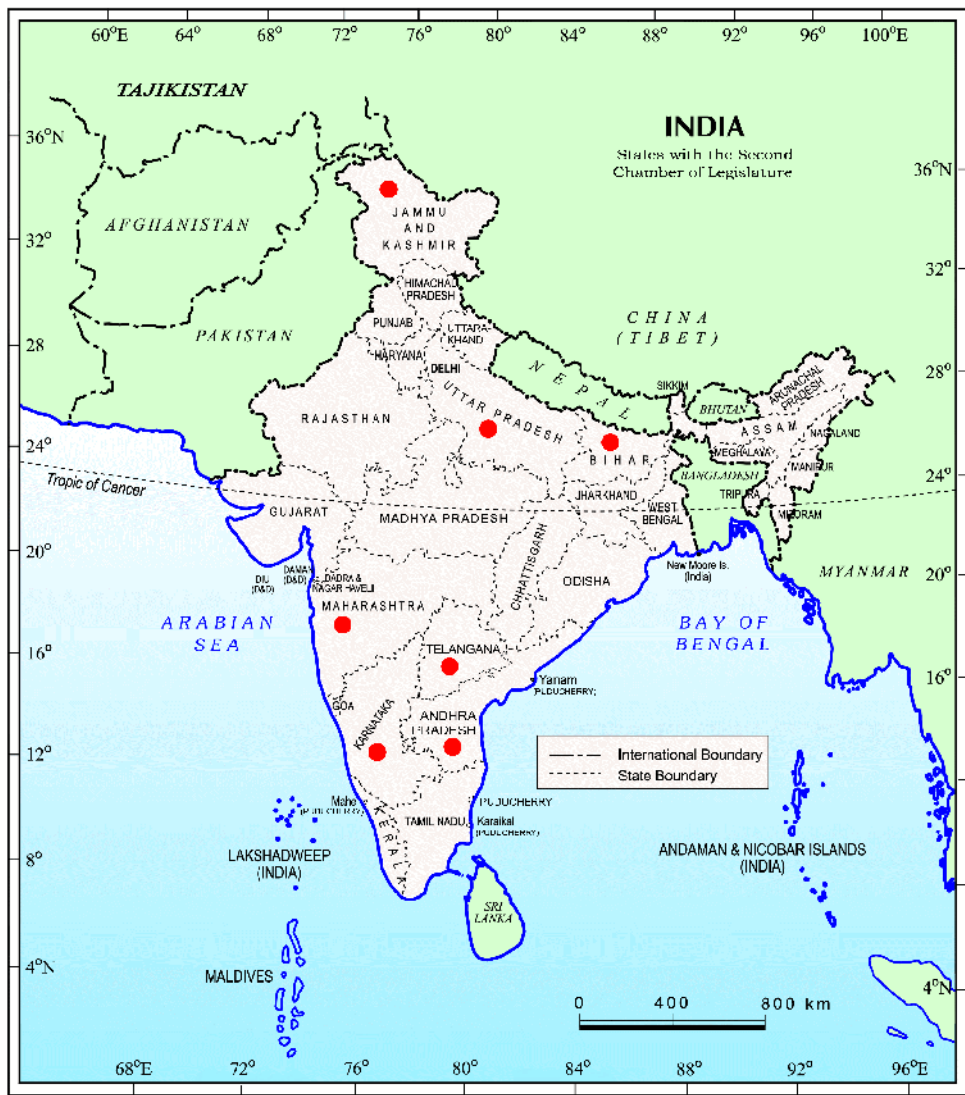 60°E 64° 68° 72° 76° 80° 84° 88° 92° 96° 100°E
TAJIKISTAN
INDIA
States with the Second
Chamber of Legislature
36°N
36°N
AFGHANISTAN
JAMMU
AND
KASHMIR
32°
32°
HIMACHAL
PRADESH
PUNJAB
UTTARA
KHAND
CHINA
(TIBET)
PAKISTAN
HARYANA
DELHI
28
28°
NEPAL
SIKKIM
BHUTAN
ARUNACHAL
PRADESH
RAJASTHAN
UTTAR PRADESH
ASSAM
NAGALAND
24°
24°
BIHAR
MEGHALAYA
MANIPUR
BANGLADESH
Tropic of Cancer
JHARKHAND
TRIPURA
GUJARAT
MADHYA PRADESH
WEST
BENGAL
MIZORAM
20°
20°
CHHATTISGARH
ODISHA
New Moore Is.
(India)
MYANMAR
DIU
(D&D)
DAMAN
(D&D)
DADRA &
NAGAR HAVELI
MAHARASHTRA
ARABIAN
SEA
BAY OF
BENGAL
16°
16°
TELANGANA
Yanam
(PUDUCHERRY)
GOA
KARNATAKA
ANDHRA
PRADESH
12°
12°
International Boundary
State Boundary
Mahe
(PUDUCHERRY)
KERALA
TAMIL NADU
PUDUCHERRY
Karaikal
(PUDUCHERRY)
LAKSHADWEEP
(INDIA)
ANDAMAN & NICOBAR ISLANDS
(INDIA)
8°
8°
SRI
LANKA
MALDIVES
4°N
4°N
0 400 800 km
68°E 72° 76° 80° 84° 88° 92° 96°E